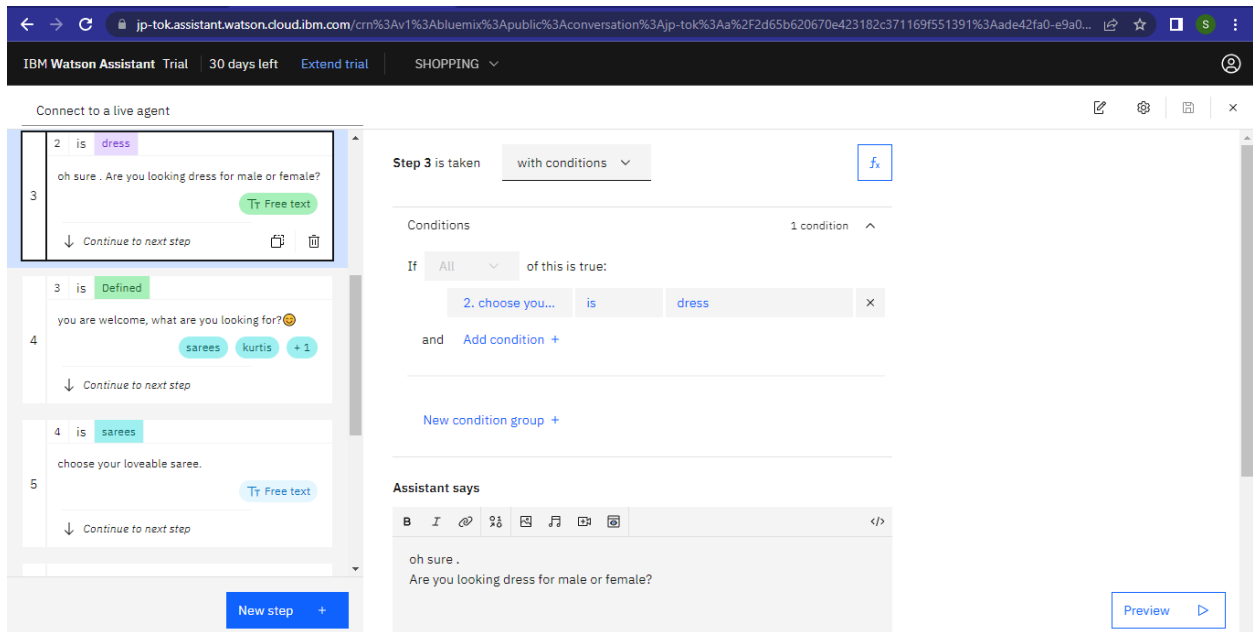 jp-tok.assistant.watson.cloud.ibm.com/crn%3Av1%3Abluemix%3Apublic%3Aconversation%3Ajp-tok%3Aa%2F2d65b620670e423182c371169f551391%3Aade42fa0-e9a0...
S
IBM Watson Assistant Trial 30 days left Extend trial SHOPPING
Connect to a live agent
2 is dress
oh sure . Are you looking dress for male or female?
3
Free text
Continue to next step
3 is Defined
you are welcome, what are you looking for?😊
4
sarees kurtis + 1
Continue to next step
4 is sarees
choose your loveable saree.
5
Free text
Continue to next step
New step +
Step 3 is taken with conditions fx
Conditions 1 condition
If All of this is true:
2. choose you... is dress
and Add condition +
New condition group +
Assistant says
B I </>
oh sure .
Are you looking dress for male or female?
Preview